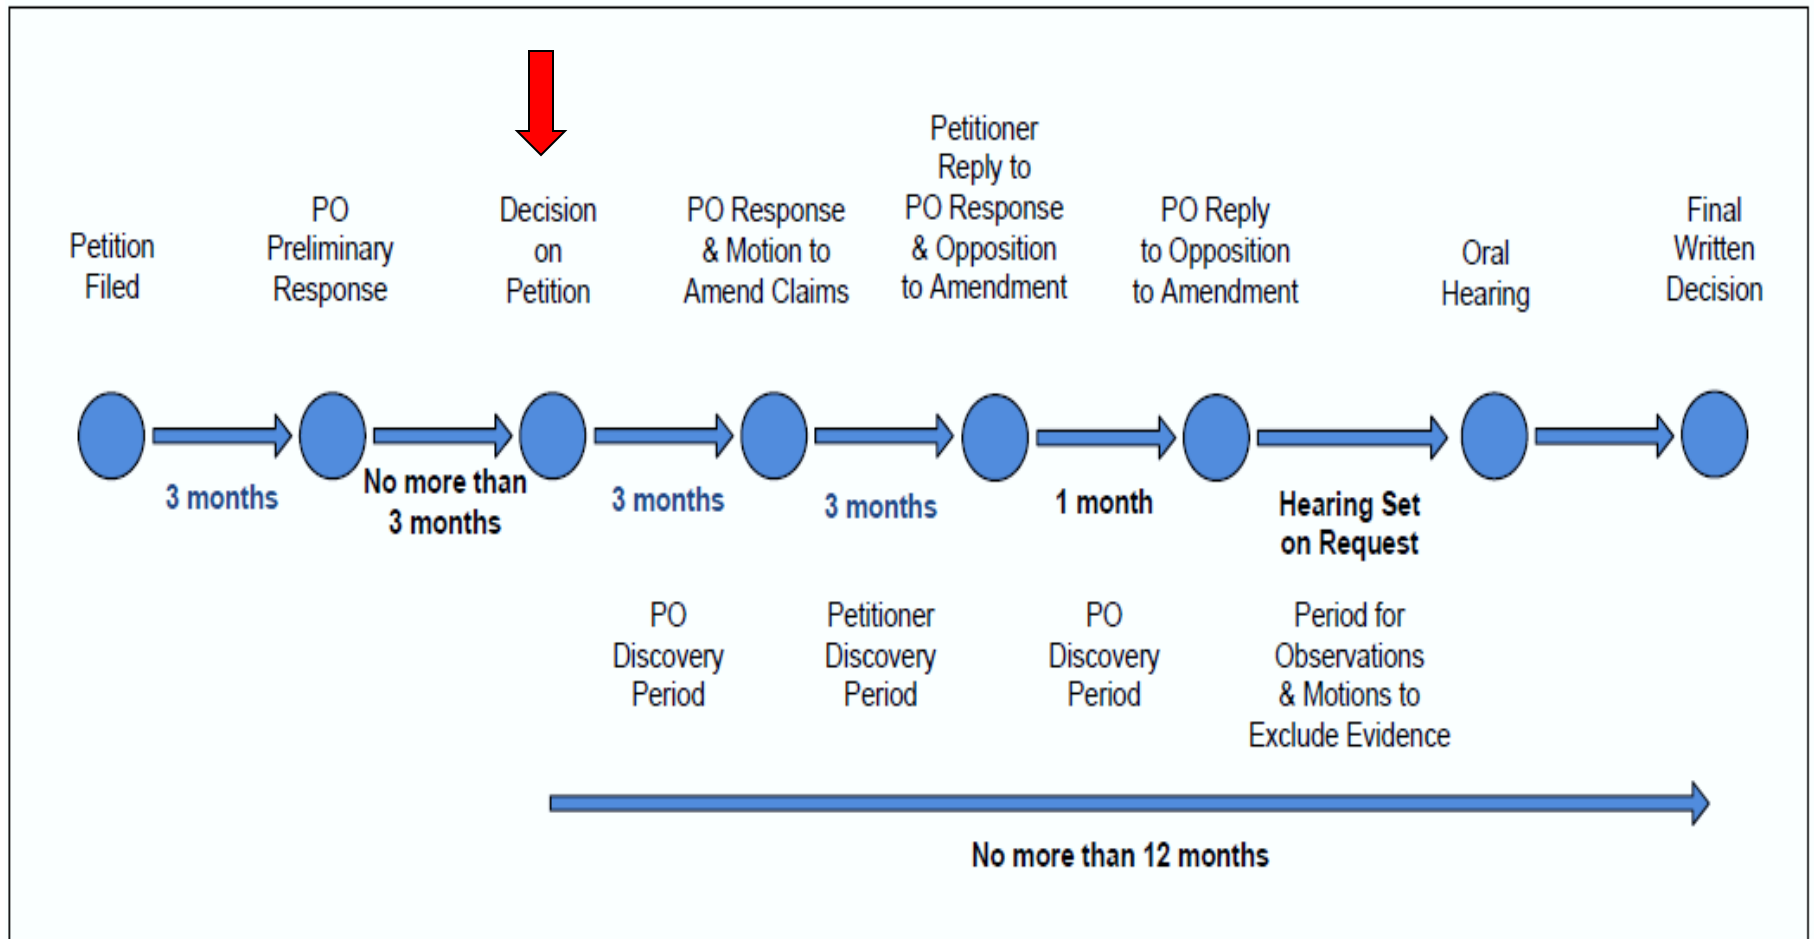 Petition
Filed
PO
Preliminary
Response
Decision
on
Petition
PO Response
& Motion to
Amend Claims
Petitioner
Reply to
PO Response
& Opposition
to Amendment
PO Reply
to Opposition
to Amendment
Oral
Hearing
Final
Written
Decision
3 months
No more than
3 months
3 months
3 months
1 month
Hearing Set
on Request
PO
Discovery
Period
Petitioner
Discovery
Period
PO
Discovery
Period
Period for
Observations
& Motions to
Exclude Evidence
No more than 12 months